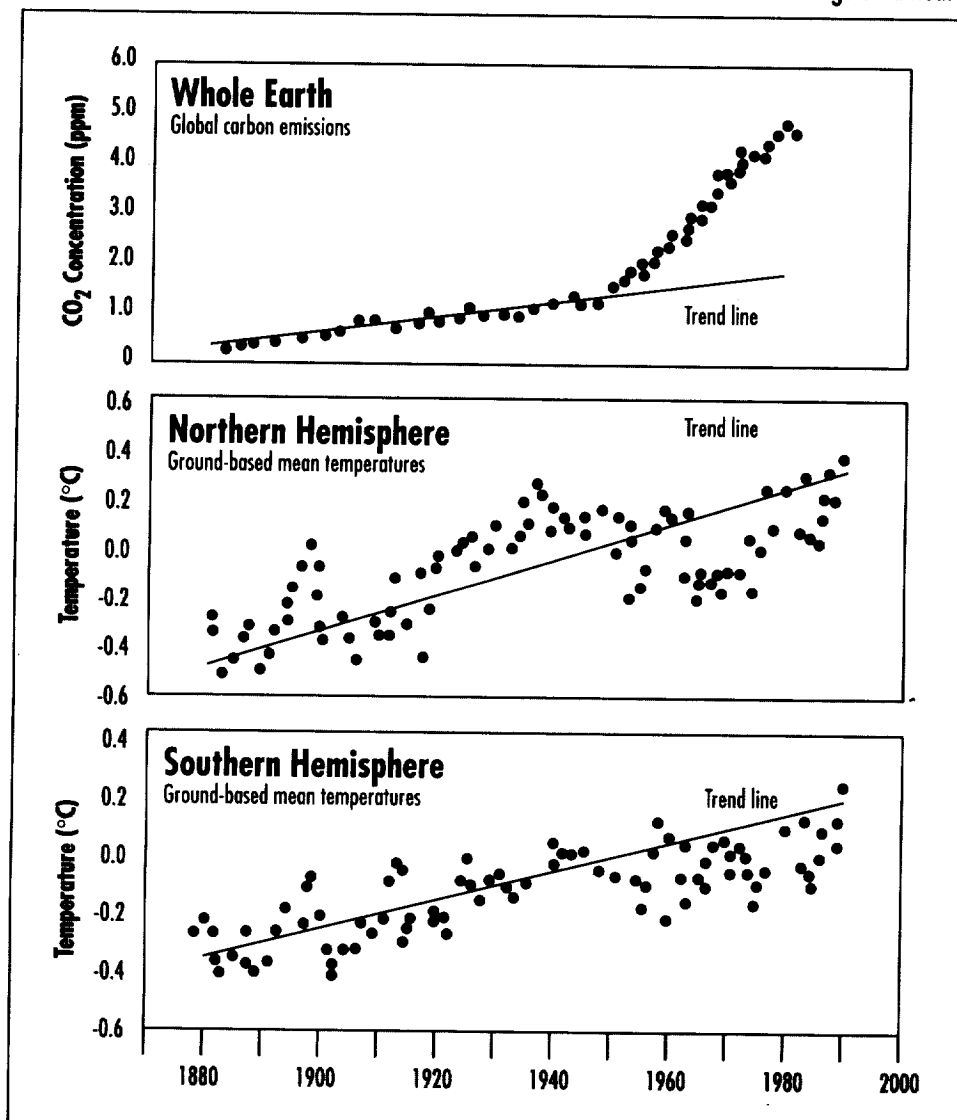 6.0
Whole Earth
Global carbon emissions
5.0
4.0
3.0
2.0
1.0
0
CO₂ Concentration (ppm)
Trend line
0.6
Northern Hemisphere
Ground-based mean temperatures
Trend line
0.4
0.2
0.0
-0.2
-0.4
-0.6
Temperature (°C)
0.4
Southern Hemisphere
Ground-based mean temperatures
Trend line
0.2
0.0
-0.2
-0.4
-0.6
Temperature (°C)
1880 1900 1920 1940 1960 1980 2000